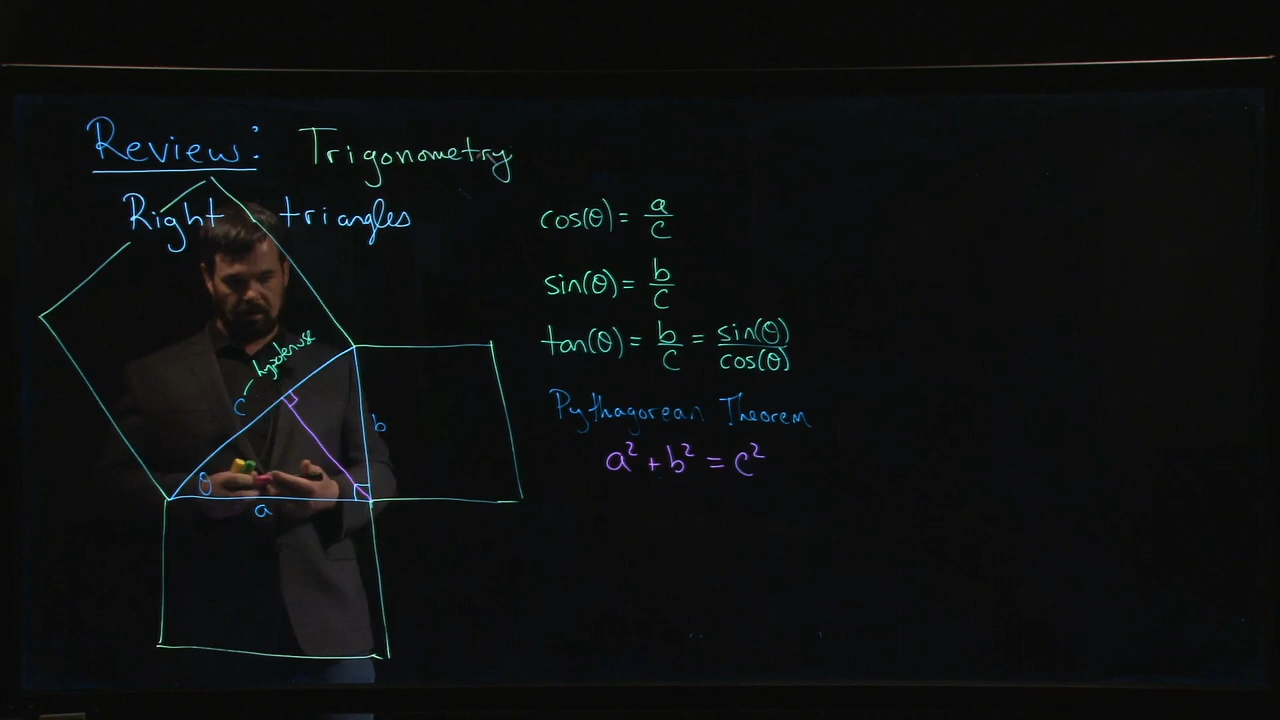 Review: Trigonometry
Right triangles
cos(θ) = a/c
sin(θ) = b/c
tan(θ) = b/c = sin(θ)/cos(θ)
Pythagorean Theorem
a² + b² = c²
hypotenuse
c
b
θ
a